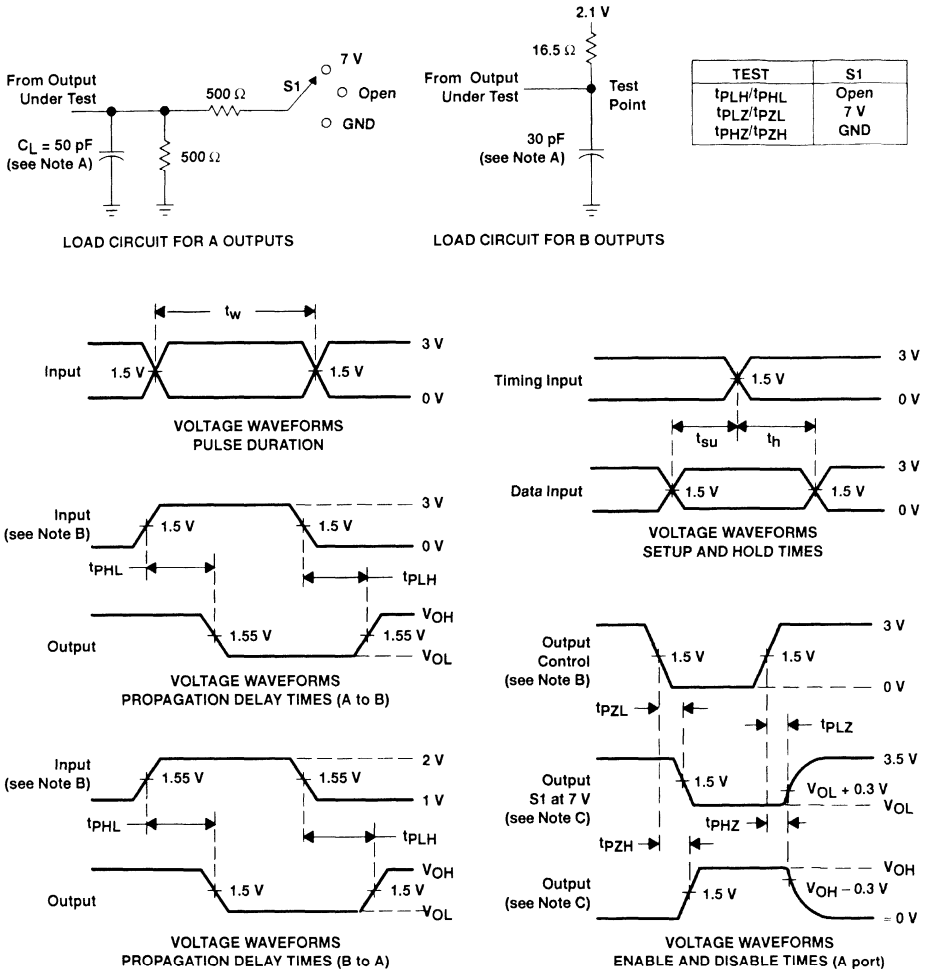 From Output
Under Test
CL = 50 pF
(see Note A)
500 Ω
500 Ω
S1
7 V
Open
GND
LOAD CIRCUIT FOR A OUTPUTS
2.1 V
16.5 Ω
From Output
Under Test
Test
Point
30 pF
(see Note A)
LOAD CIRCUIT FOR B OUTPUTS
TEST S1
tPLH/tPHL Open
tPLZ/tPZL 7 V
tPHZ/tPZH GND
tw
Input
1.5 V
1.5 V
3 V
0 V
VOLTAGE WAVEFORMS
PULSE DURATION
Timing Input
1.5 V
3 V
0 V
tsu
th
Data Input
1.5 V
1.5 V
3 V
0 V
VOLTAGE WAVEFORMS
SETUP AND HOLD TIMES
Input
(see Note B)
1.5 V
1.5 V
3 V
0 V
tPHL
tPLH
Output
1.55 V
1.55 V
VOH
VOL
VOLTAGE WAVEFORMS
PROPAGATION DELAY TIMES (A to B)
Input
(see Note B)
1.55 V
1.55 V
2 V
1 V
tPHL
tPLH
Output
1.5 V
1.5 V
VOH
VOL
VOLTAGE WAVEFORMS
PROPAGATION DELAY TIMES (B to A)
Output
Control
(see Note B)
1.5 V
1.5 V
3 V
0 V
tPZL
tPLZ
Output
S1 at 7 V
(see Note C)
1.5 V
3.5 V
VOL + 0.3 V
VOL
tPHZ
tPZH
Output
(see Note C)
1.5 V
VOH
VOH – 0.3 V
= 0 V
VOLTAGE WAVEFORMS
ENABLE AND DISABLE TIMES (A port)